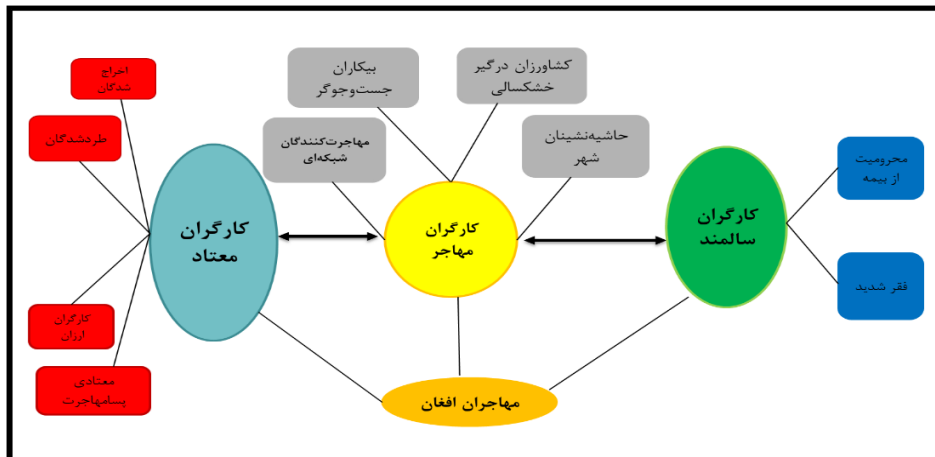 اخراج
شدگان
طردشدگان
کارگران
ارزان
معتادی
پسامهاجرت
کارگران
معتاد
بیکاران
جست‌وجوگر
کشاورزان درگیر
خشکسالی
مهاجرت‌کنندگان
شبکه‌ای
حاشیه‌نشینان
شهر
کارگران
مهاجر
کارگران
سالمند
محرومیت
از بیمه
فقر شدید
مهاجران افغان